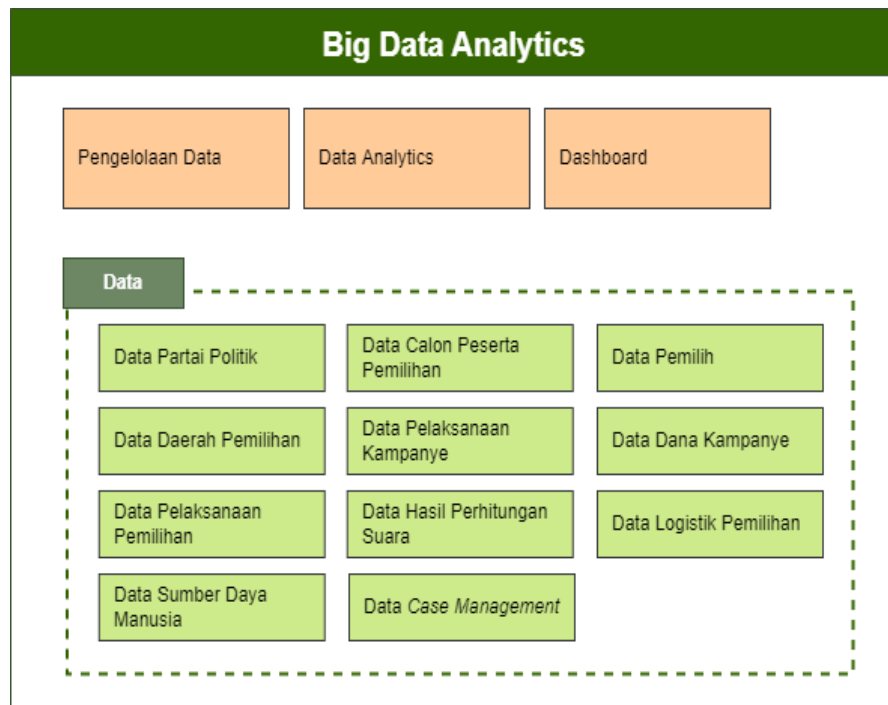 Big Data Analytics
Pengelolaan Data
Data Analytics
Dashboard
Data
Data Partai Politik
Data Calon Peserta
Pemilihan
Data Pemilih
Data Daerah Pemilihan
Data Pelaksanaan
Kampanye
Data Dana Kampanye
Data Pelaksanaan
Pemilihan
Data Hasil Perhitungan
Suara
Data Logistik Pemilihan
Data Sumber Daya
Manusia
Data Case Management